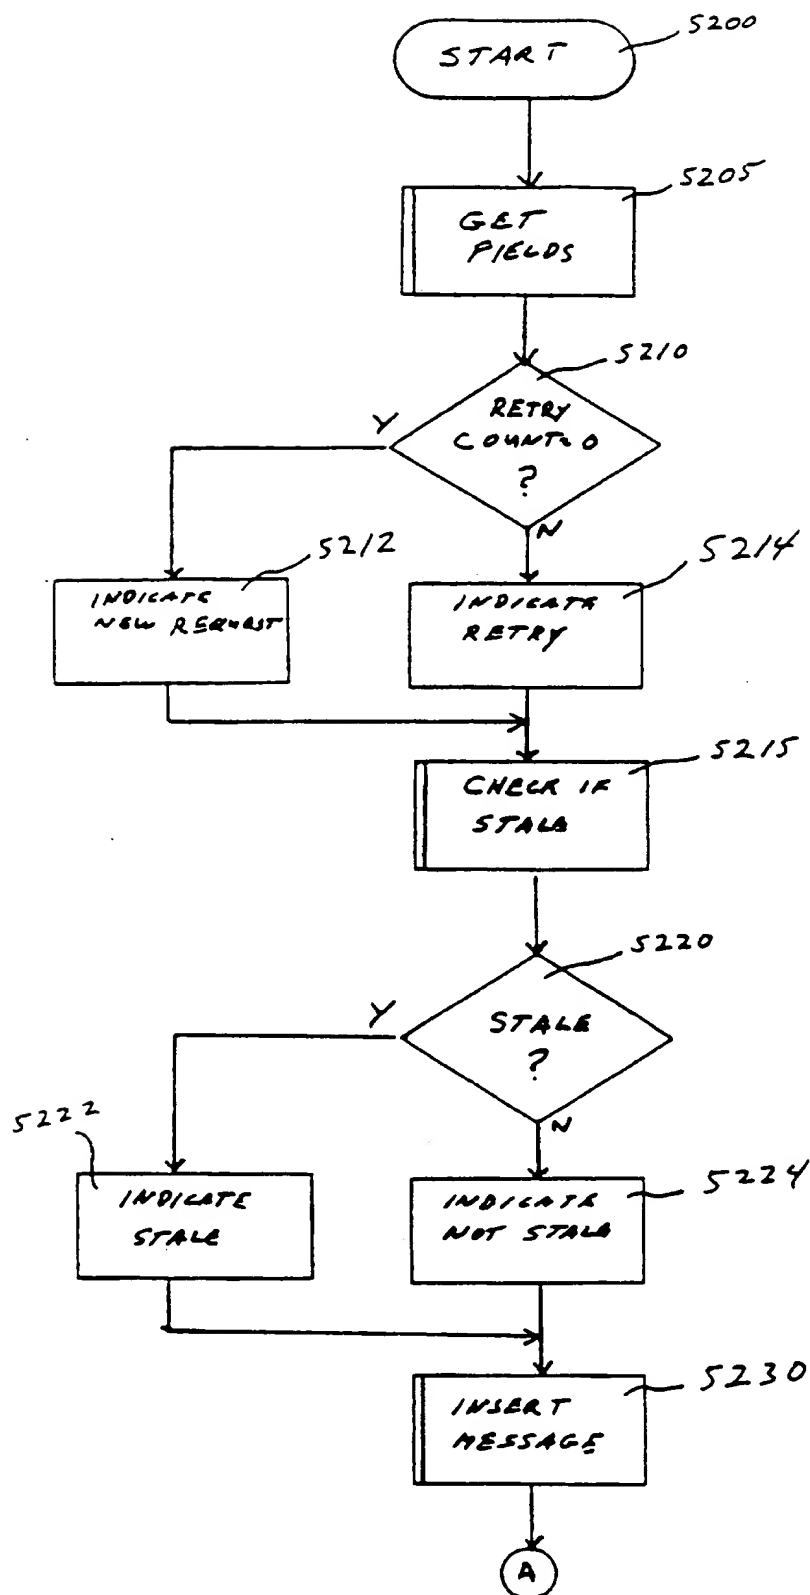 5200
START
5205
GET
FIELDS
5210
RETRY
COUNT=0
?
Y
N
5212
INDICATE
NEW REQUEST
5214
INDICATE
RETRY
5215
CHECK IF
STALE
5220
STALE
?
Y
N
5222
INDICATE
STALE
5224
INDICATE
NOT STALE
5230
INSERT
MESSAGE
A